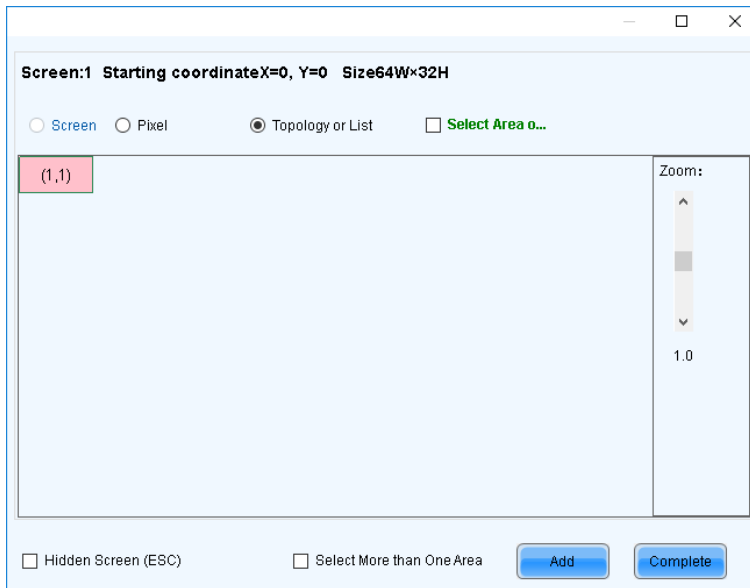 Screen:1 Starting coordinateX=0, Y=0 Size64W×32H
Screen Pixel Topology or List Select Area o...
(1,1)
Zoom:
1.0
Hidden Screen (ESC) Select More than One Area Add Complete